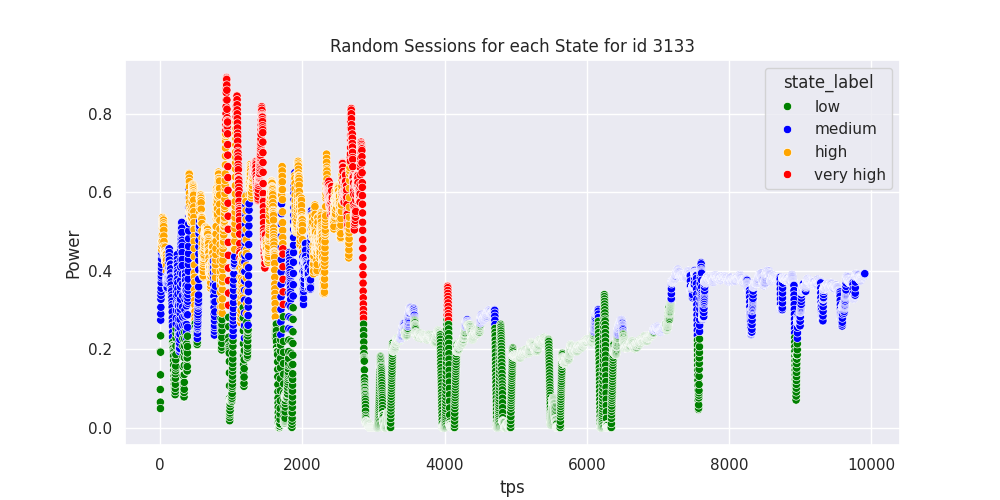 Random Sessions for each State for id 3133
state_label
low
medium
high
very high
Power
0.8
0.6
0.4
0.2
0.0
0 2000 4000 6000 8000 10000
tps